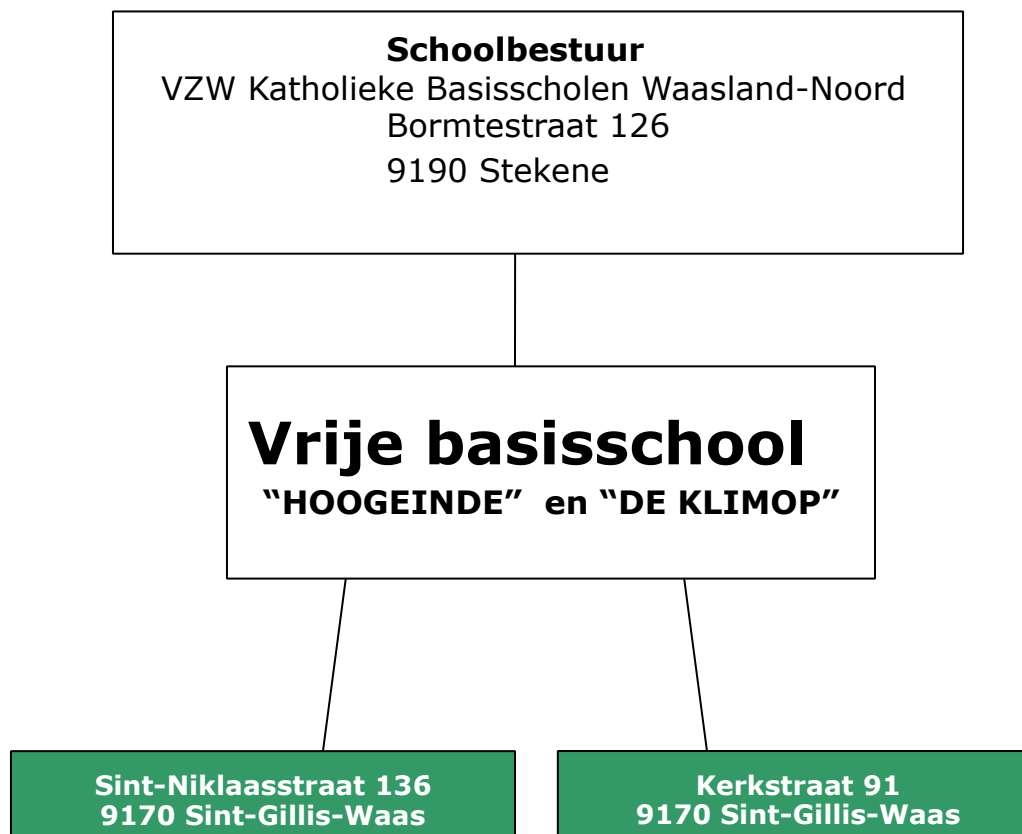 Schoolbestuur
VZW Katholieke Basisscholen Waasland-Noord
Bormtestraat 126
9190 Stekene
Vrije basisschool
“HOOGEINDE” en “DE KLIMOP”
Sint-Niklaasstraat 136
9170 Sint-Gillis-Waas
Kerkstraat 91
9170 Sint-Gillis-Waas